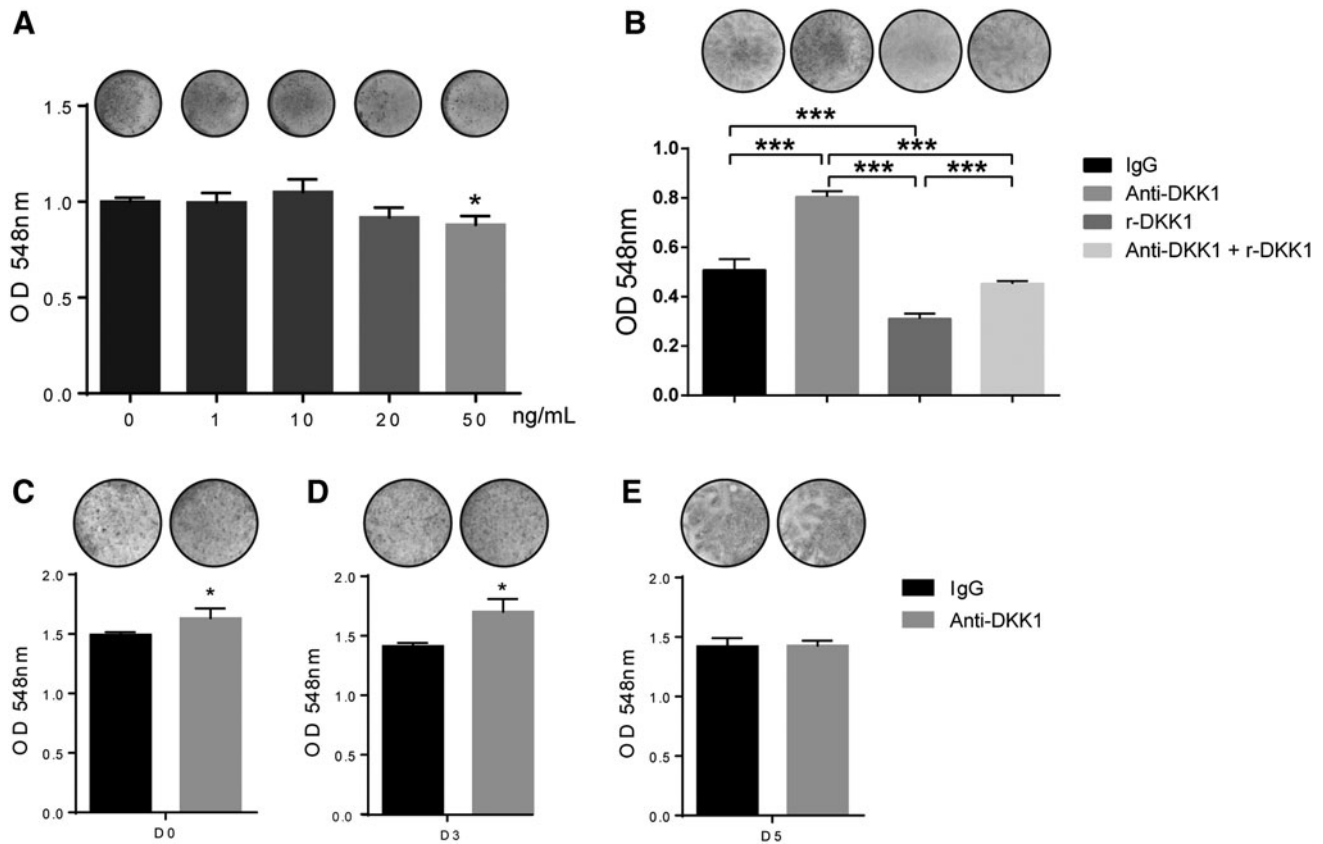 A
OD 548nm
1.5
1.0
0.5
0.0
*
0 1 10 20 50 ng/mL
B
OD 548nm
1.0
0.8
0.6
0.4
0.2
0.0
***
*** ***
*** ***
IgG
Anti-DKK1
r-DKK1
Anti-DKK1 + r-DKK1
C
OD 548nm
2.0
1.5
1.0
0.5
0.0
*
D0
D
OD 548nm
2.0
1.5
1.0
0.5
0.0
*
D3
E
OD 548nm
2.0
1.5
1.0
0.5
0.0
D5
IgG
Anti-DKK1